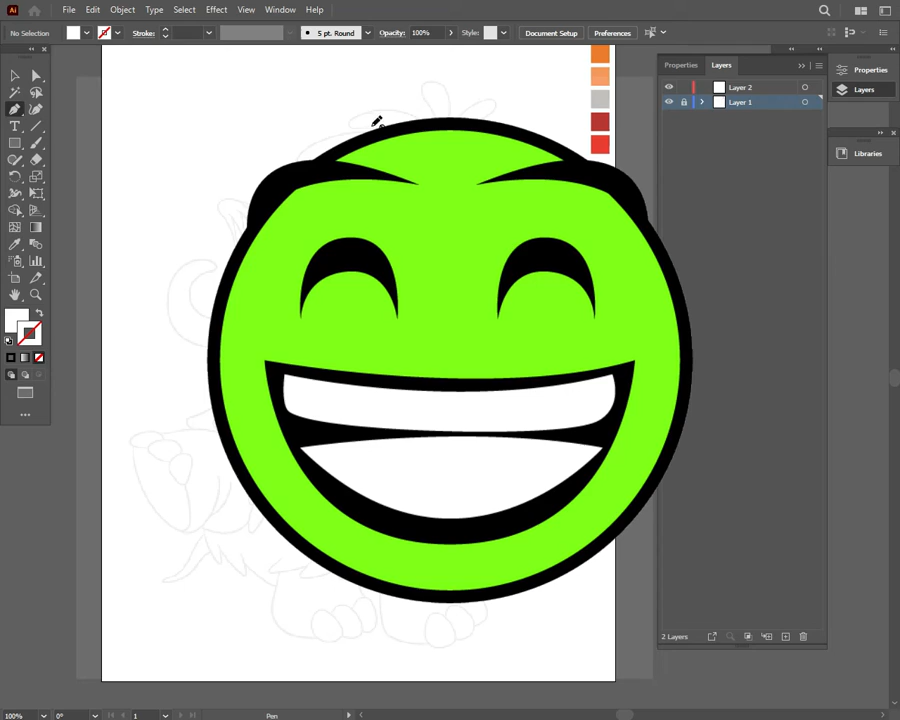 Ai File Edit Object Type Select Effect View Window Help
No Selection Stroke: 5 pt. Round Opacity: 100% Style: Document Setup Preferences
Properties Layers
Layer 2
Layer 1
Properties
Layers
Libraries
2 Layers
100% 0° 1 Pen